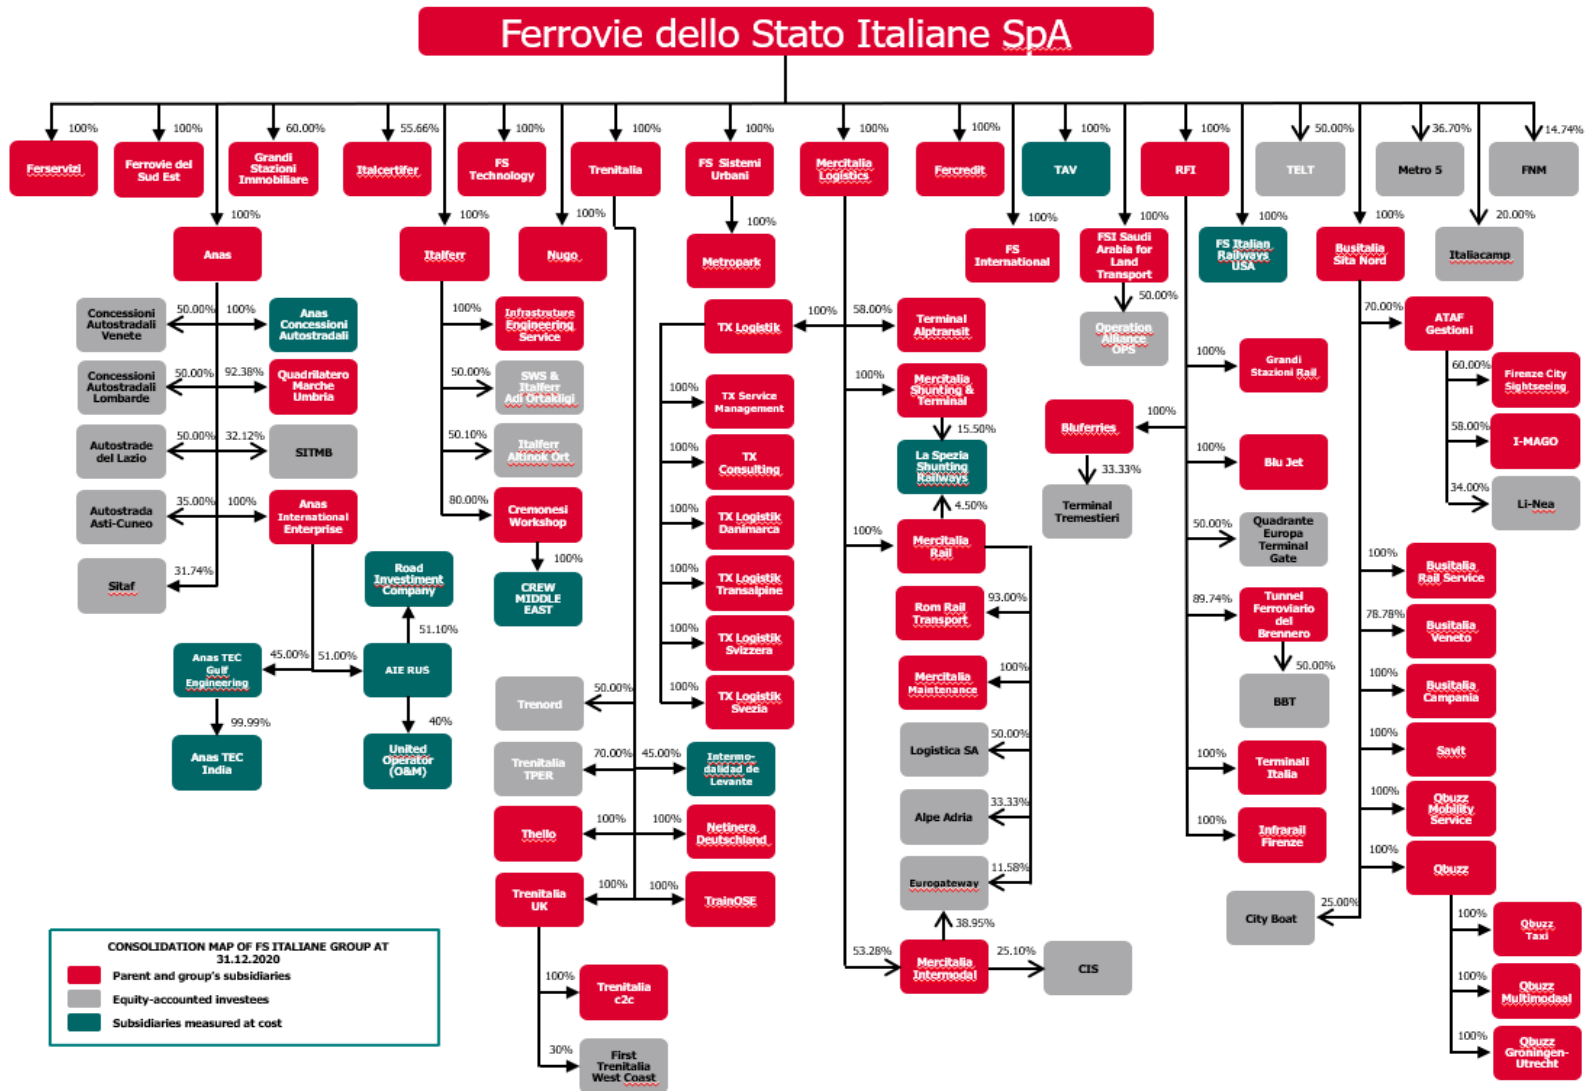 Ferrovie dello Stato Italiane SpA
100%
100%
60.00%
55.66%
100%
100%
100%
100%
100%
100%
100%
50.00%
36.70%
14.74%
Ferservizi
Ferrovie del
Sud Est
Grandi
Stazioni
Immobiliare
Italcertifer
FS
Technology
Trenitalia
FS Sistemi
Urbani
Mercitalia
Logistics
Fercredit
TAV
RFI
TELT
Metro 5
FNM
100%
100%
100%
100%
100%
100%
100%
100%
20.00%
Anas
Italferr
Nugo
Metropark
FS
International
FSI Saudi
Arabia for
Land
Transport
FS Italian
Railways
USA
Busitalia
Sita Nord
Italiacamp
Concessioni
Autostradali
Venete
50.00%
100%
Anas
Concessioni
Autostradali
Concessioni
Autostradali
Lombarde
50.00%
92.38%
Quadrilatero
Marche
Umbria
Autostrade
del Lazio
50.00%
32.12%
SITMB
Autostrada
Asti-Cuneo
35.00%
100%
Anas
International
Enterprise
Sitaf
31.74%
Road
Investiment
Company
51.10%
Anas TEC
Gulf
Engineering
45.00%
51.00%
AIE RUS
99.99%
40%
Anas TEC
India
United
Operator
(O&M)
100%
Infrastruture
Engineering
Service
50.00%
SWS &
Italferr
Adi Ortakligi
50.10%
Italferr
Altinok Ort
80.00%
Cremonesi
Workshop
100%
CREW
MIDDLE
EAST
Trenord
50.00%
Trenitalia
TPER
70.00%
45.00%
Intermo-
dalidad de
Levante
Thello
100%
100%
Netinera
Deutschland
Trenitalia
UK
100%
100%
TrainOSE
100%
Trenitalia
c2c
30%
First
Trenitalia
West Coast
TX Logistik
100%
58.00%
Terminal
Alptransit
100%
TX Service
Management
100%
TX
Consulting
100%
TX Logistik
Danimarca
100%
TX Logistik
Transalpine
100%
TX Logistik
Svizzera
100%
TX Logistik
Svezia
100%
Mercitalia
Shunting &
Terminal
15.50%
La Spezia
Shunting
Railways
4.50%
100%
Mercitalia
Rail
Rom Rail
Transport
93.00%
Mercitalia
Maintenance
100%
Logistica SA
50.00%
Alpe Adria
33.33%
Europateway
11.58%
38.95%
53.28%
Mercitalia
Intermodal
25.10%
CIS
50.00%
Operation
Alliance
OPS
Bluferries
100%
33.33%
Terminal
Tremestieri
100%
Grandi
Stazioni Rail
100%
Blu Jet
50.00%
Quadrante
Europa
Terminal
Gate
89.74%
Tunnel
Ferroviario
del
Brennero
50.00%
BBT
100%
Terminali
Italia
100%
Infrarail
Firenze
70.00%
ATAF
Gestioni
60.00%
Firenze City
Sightseeing
58.00%
I-MAGO
34.00%
Li-Nea
100%
Busitalia
Rail Service
78.78%
Busitalia
Veneto
100%
Busitalia
Campania
100%
Savit
100%
Qbuzz
Mobility
Service
100%
Qbuzz
City Boat
25.00%
100%
Qbuzz
Taxi
100%
Qbuzz
Multimodaal
100%
Qbuzz
Groningen-
Utrecht
CONSOLIDATION MAP OF FS ITALIANE GROUP AT
31.12.2020
Parent and group's subsidiaries
Equity-accounted investees
Subsidiaries measured at cost